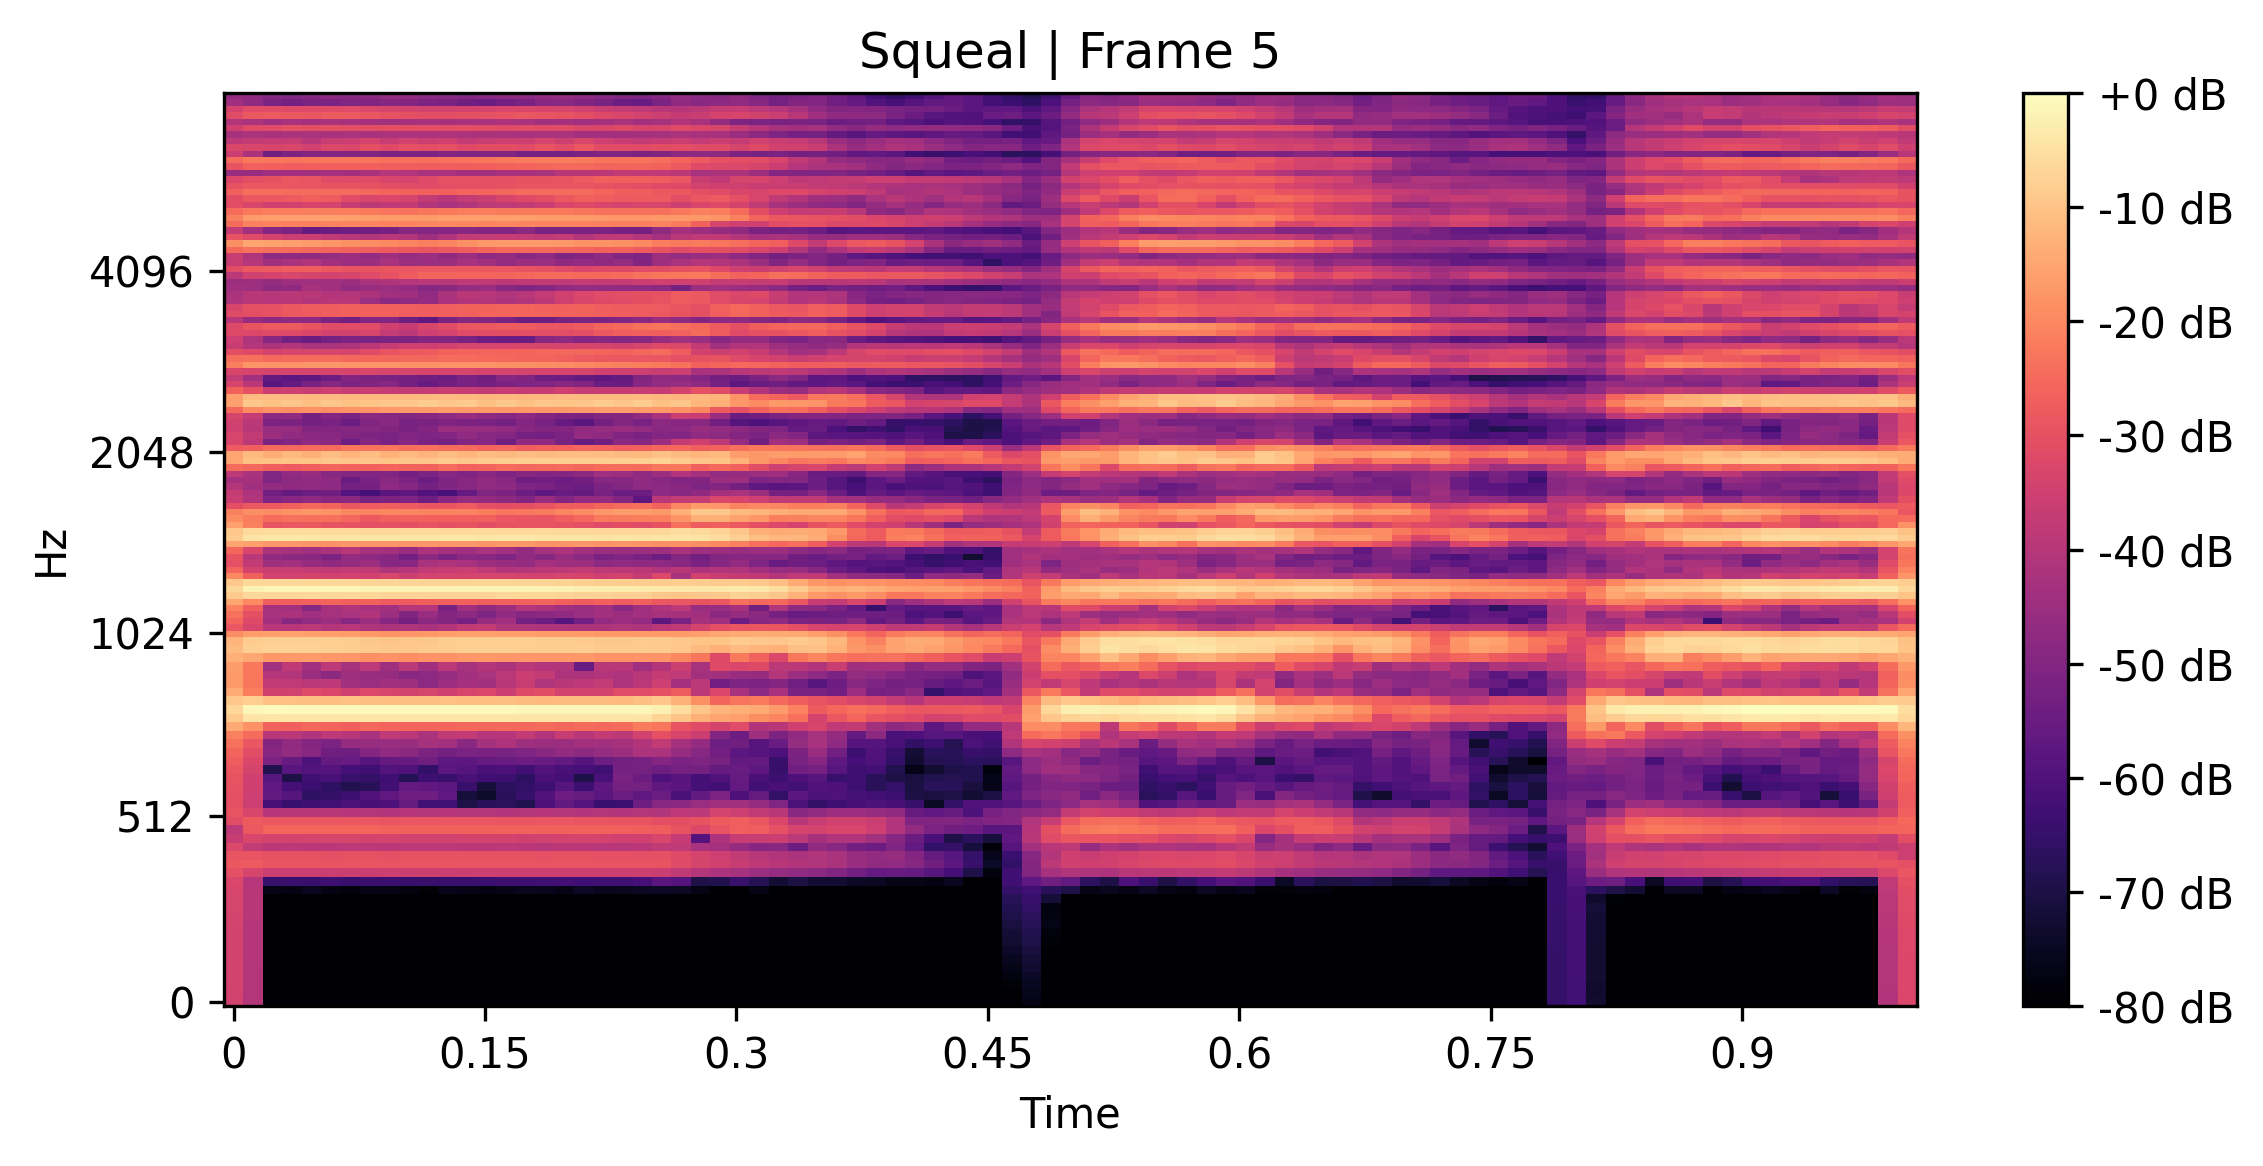 Squeal | Frame 5
+0 dB
-10 dB
-20 dB
-30 dB
-40 dB
-50 dB
-60 dB
-70 dB
-80 dB
Hz
4096
2048
1024
512
0
0 0.15 0.3 0.45 0.6 0.75 0.9
Time